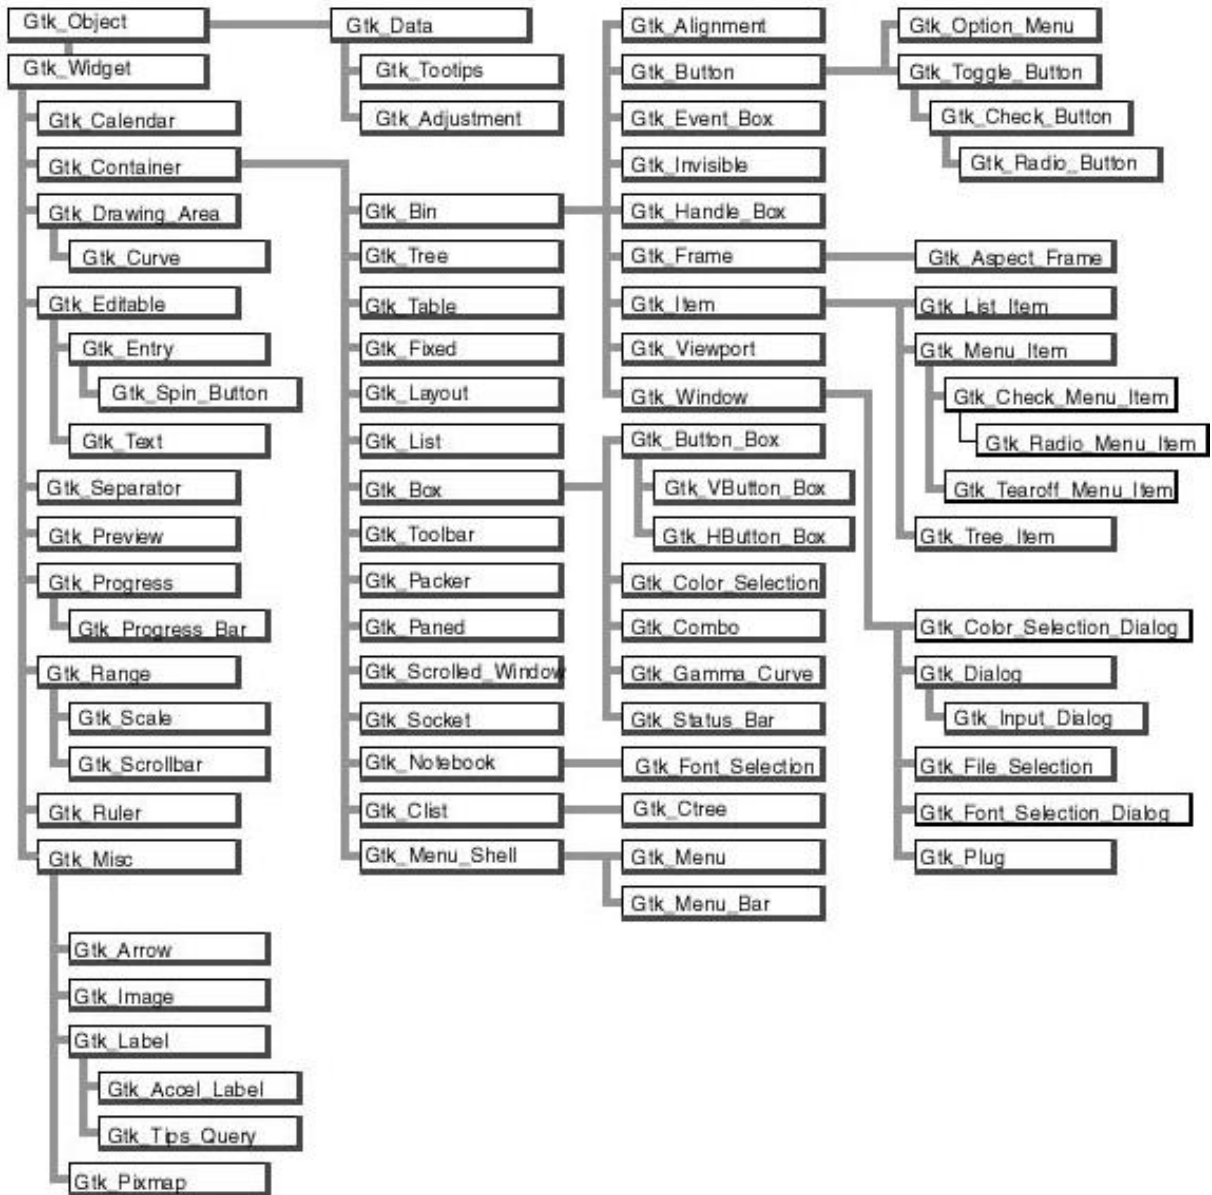 Gtk_Object
Gtk_Widget
Gtk_Calendar
Gtk_Container
Gtk_Drawing_Area
Gtk_Curve
Gtk_Editable
Gtk_Entry
Gtk_Spin_Button
Gtk_Text
Gtk_Separator
Gtk_Preview
Gtk_Progress
Gtk_Progress_Bar
Gtk_Range
Gtk_Scale
Gtk_Scrollbar
Gtk_Ruler
Gtk_Misc
Gtk_Arrow
Gtk_Image
Gtk_Label
Gtk_Accel_Label
Gtk_Tips_Query
Gtk_Pixmap
Gtk_Data
Gtk_Tootips
Gtk_Adjustment
Gtk_Bin
Gtk_Tree
Gtk_Table
Gtk_Fixed
Gtk_Layout
Gtk_List
Gtk_Box
Gtk_Toolbar
Gtk_Packer
Gtk_Paned
Gtk_Scrolled_Window
Gtk_Socket
Gtk_Notebook
Gtk_Clist
Gtk_Menu_Shell
Gtk_Alignment
Gtk_Button
Gtk_Event_Box
Gtk_Invisible
Gtk_Handle_Box
Gtk_Frame
Gtk_Item
Gtk_Viewport
Gtk_Window
Gtk_Button_Box
Gtk_VButton_Box
Gtk_HButton_Box
Gtk_Color_Selection
Gtk_Combo
Gtk_Gamma_Curve
Gtk_Status_Bar
Gtk_Font_Selection
Gtk_Ctree
Gtk_Menu
Gtk_Menu_Bar
Gtk_Option_Menu
Gtk_Toggle_Button
Gtk_Check_Button
Gtk_Radio_Button
Gtk_Aspect_Frame
Gtk_List_Item
Gtk_Menu_Item
Gtk_Check_Menu_Item
Gtk_Radio_Menu_Item
Gtk_Tearoff_Menu_Item
Gtk_Tree_Item
Gtk_Color_Selection_Dialog
Gtk_Dialog
Gtk_Input_Dialog
Gtk_File_Selection
Gtk_Font_Selection_Dialog
Gtk_Plug